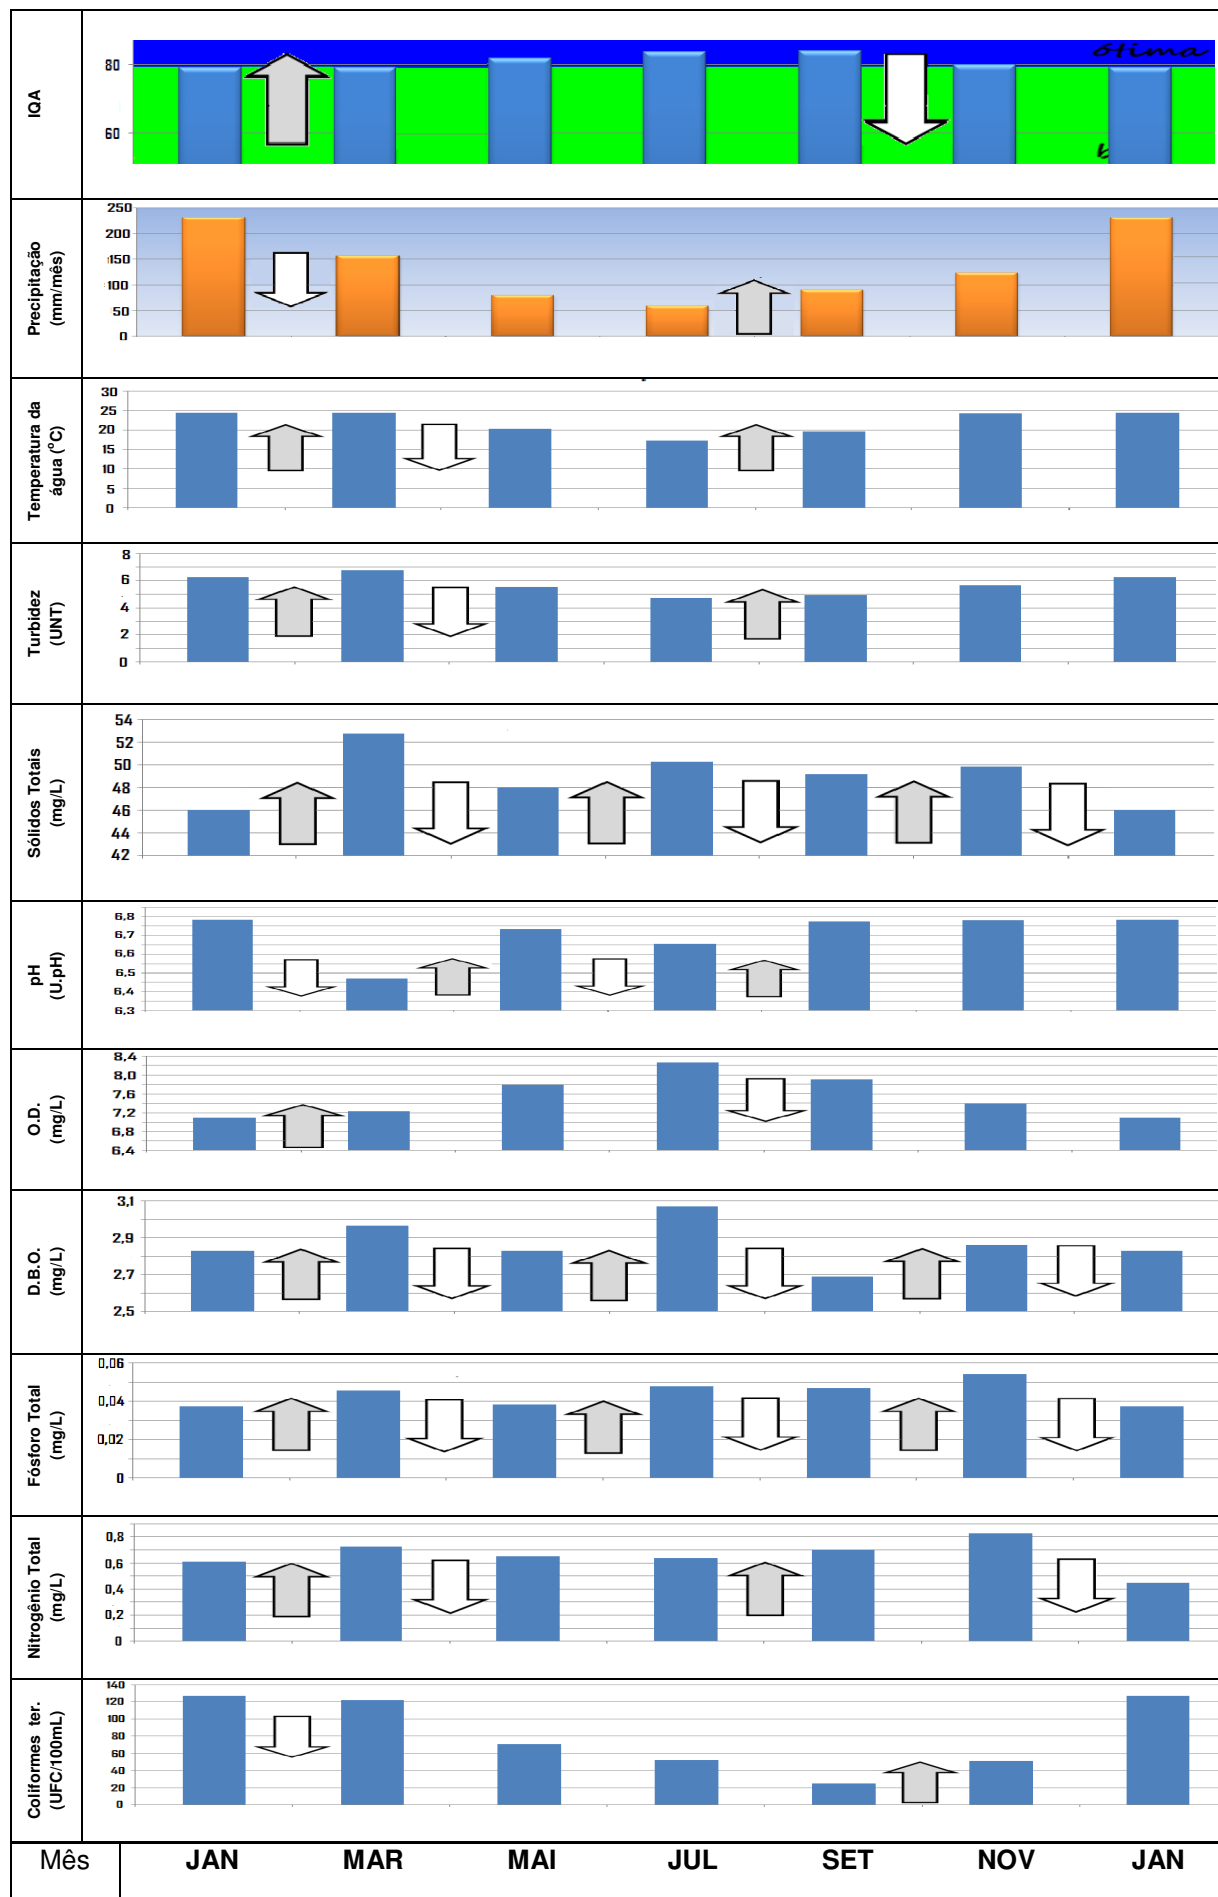 IQA
80
60
ótima
Precipitação
(mm/mês)
250
200
150
100
50
0
Temperatura da
água (°C)
30
25
20
15
10
5
0
Turbidez
(UNT)
8
6
4
2
0
Sólidos Totais
(mg/L)
54
52
50
48
46
44
42
pH
(U.pH)
6,8
6,7
6,6
6,5
6,4
6,3
O.D.
(mg/L)
8,4
8,0
7,6
7,2
6,8
6,4
D.B.O.
(mg/L)
3,1
2,9
2,7
2,5
Fósforo Total
(mg/L)
0,06
0,04
0,02
0
Nitrogênio Total
(mg/L)
0,8
0,6
0,4
0,2
0
Coliformes ter.
(UFC/100mL)
140
120
100
80
60
40
20
0
Mês JAN MAR MAI JUL SET NOV JAN